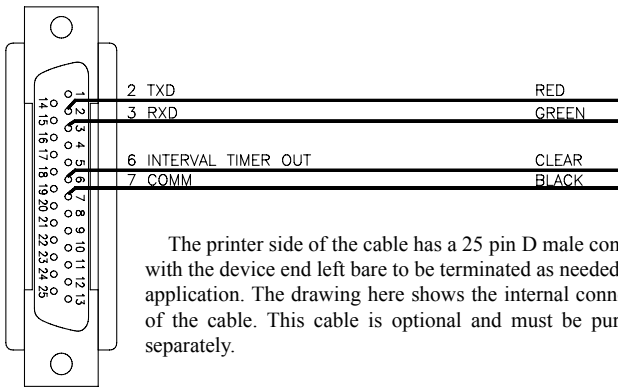 2 TXD RED
3 RXD GREEN
6 INTERVAL TIMER OUT CLEAR
7 COMM BLACK
1 2 3 4 5 6 7 8 9 10 11 12 13
14 15 16 17 18 19 20 21 22 23 24 25
The printer side of the cable has a 25 pin D male con
with the device end left bare to be terminated as needed
application. The drawing here shows the internal conn
of the cable. This cable is optional and must be pur
separately.